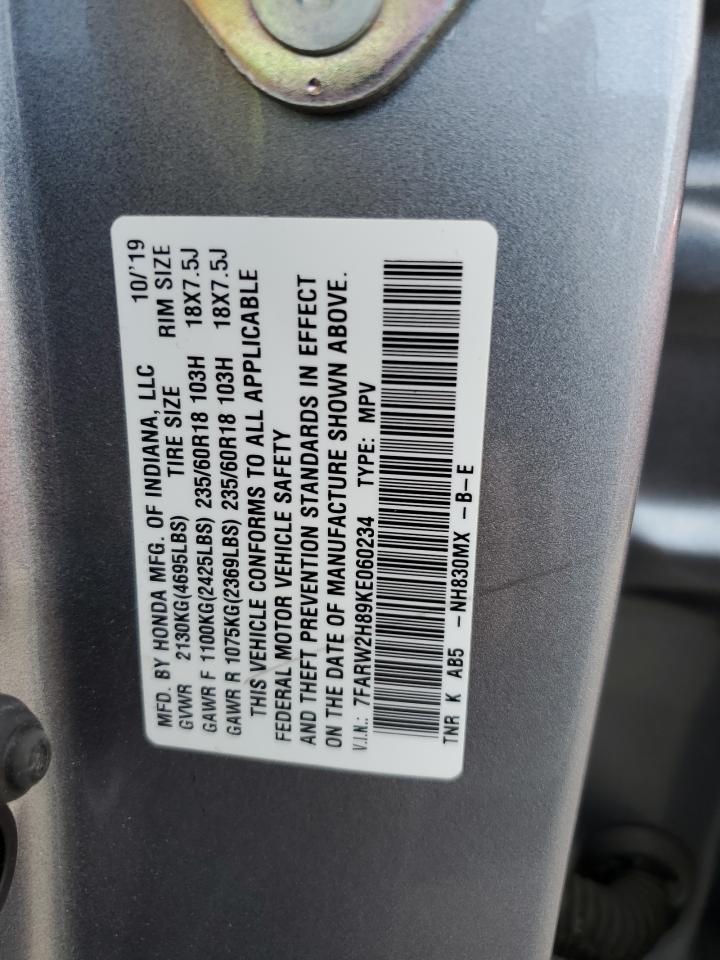 MFD. BY HONDA MFG. OF INDIANA, LLC 10/'19
GVWR 2130KG(4695LBS) TIRE SIZE RIM SIZE
GAWR F 1100KG(2425LBS) 235/60R18 103H 18X7.5J
GAWR R 1075KG(2369LBS) 235/60R18 103H 18X7.5J
THIS VEHICLE CONFORMS TO ALL APPLICABLE
FEDERAL MOTOR VEHICLE SAFETY
AND THEFT PREVENTION STANDARDS IN EFFECT
ON THE DATE OF MANUFACTURE SHOWN ABOVE.
V.I.N.: 7FARW2H89KE060234 TYPE: MPV
TNR K AB5 -NH830MX -B-E